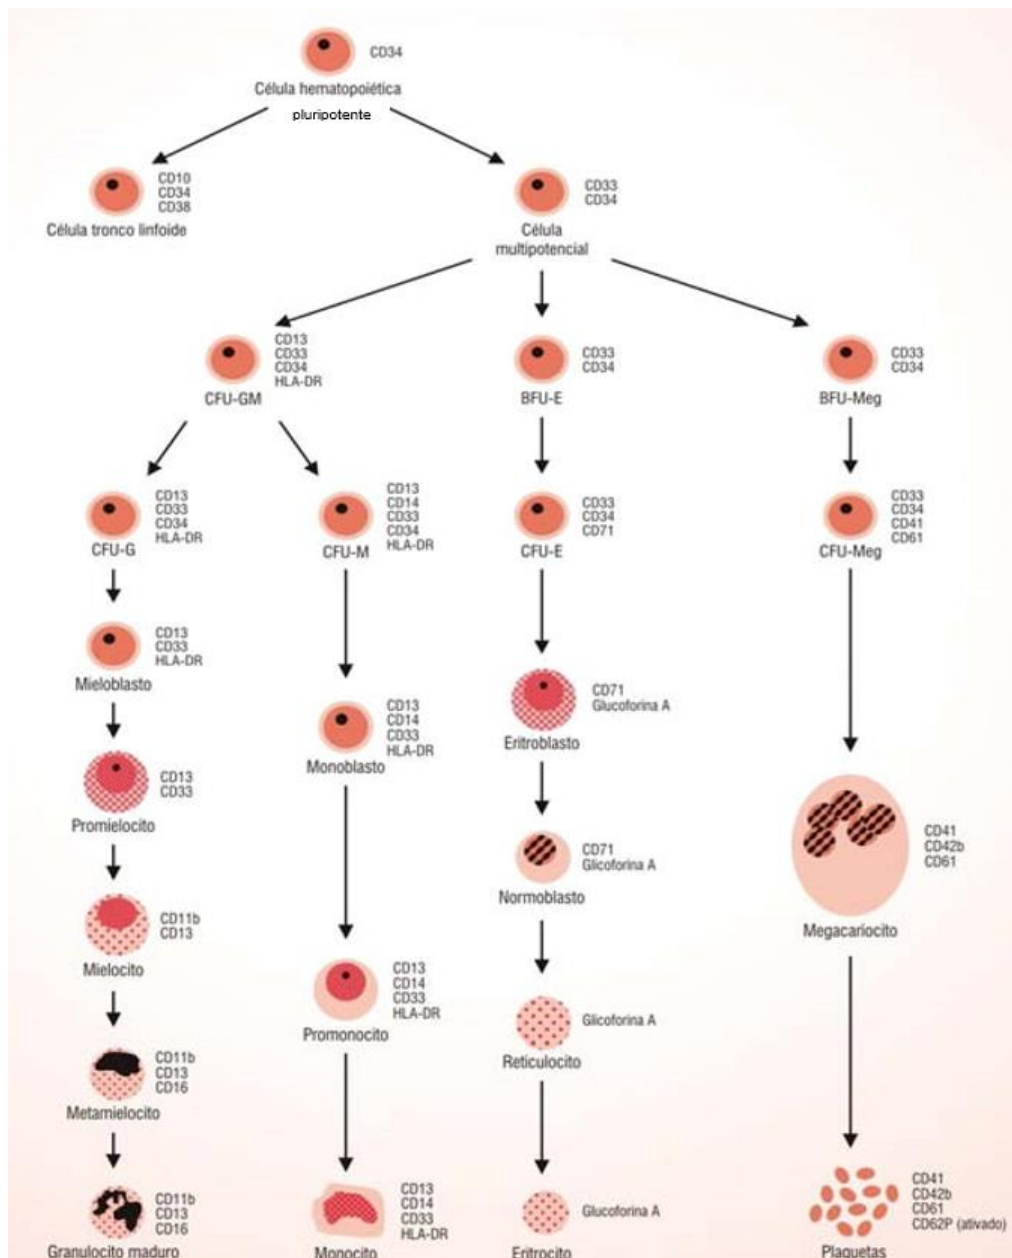 CD34
Célula hematopoiética
pluripotente
CD10
CD34
CD38
Célula tronco linfoide
CD33
CD34
Célula
multipotencial
CD13
CD33
CD34
HLA-DR
CFU-GM
CD33
CD34
BFU-E
CD33
CD34
BFU-Meg
CD13
CD33
CD34
HLA-DR
CFU-G
CD13
CD14
CD33
CD34
HLA-DR
CFU-M
CD33
CD34
CD71
CFU-E
CD33
CD34
CD41
CD61
CFU-Meg
CD13
CD33
HLA-DR
Mieloblasto
CD13
CD14
CD33
HLA-DR
Monoblasto
CD71
Glucoforina A
Eritroblasto
CD13
CD33
Promielocito
CD71
Glicoforina A
Normoblasto
CD41
CD42b
CD61
Megacariocito
CD11b
CD13
Mielocito
CD13
CD14
CD33
HLA-DR
Promonocito
Glicoforina A
Reticulocito
CD11b
CD13
CD16
Metamielocito
CD11b
CD13
CD16
Granulocito maduro
CD13
CD14
CD33
HLA-DR
Monocito
Glucoforina A
Eritrocito
CD41
CD42b
CD61
CD62P (ativado)
Plaquetas